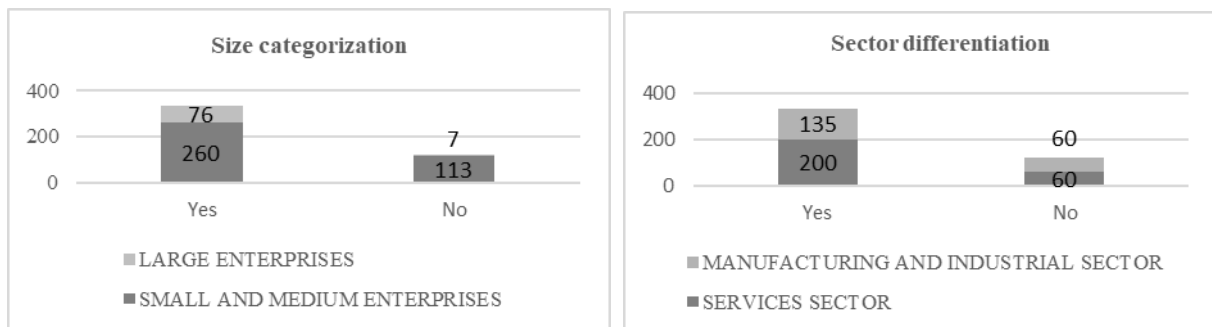 Size categorization
400
200
0
76
260
7
113
Yes
No
LARGE ENTERPRISES
SMALL AND MEDIUM ENTERPRISES
Sector differentiation
400
200
0
135
200
60
60
Yes
No
MANUFACTURING AND INDUSTRIAL SECTOR
SERVICES SECTOR